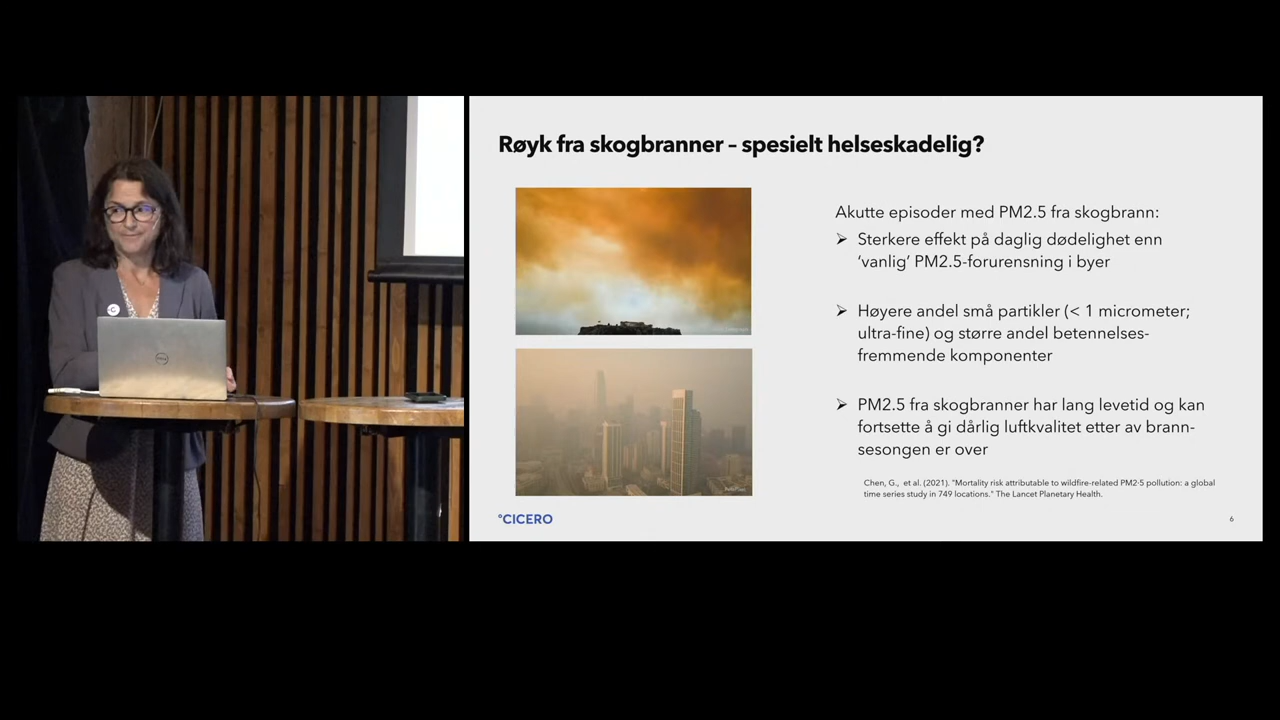 Røyk fra skogbranner – spesielt helseskadelig?
Akutte episoder med PM2.5 fra skogbrann:
➢ Sterkere effekt på daglig dødelighet enn
‘vanlig’ PM2.5-forurensning i byer
➢ Høyere andel små partikler (< 1 micrometer;
ultra-fine) og større andel betennelses-
fremmende komponenter
➢ PM2.5 fra skogbranner har lang levetid og kan
fortsette å gi dårlig luftkvalitet etter av brann-
sesongen er over
Chen, G., et al. (2021). "Mortality risk attributable to wildfire-related PM2·5 pollution: a global
time series study in 749 locations." The Lancet Planetary Health.
°CICERO
6
DELL